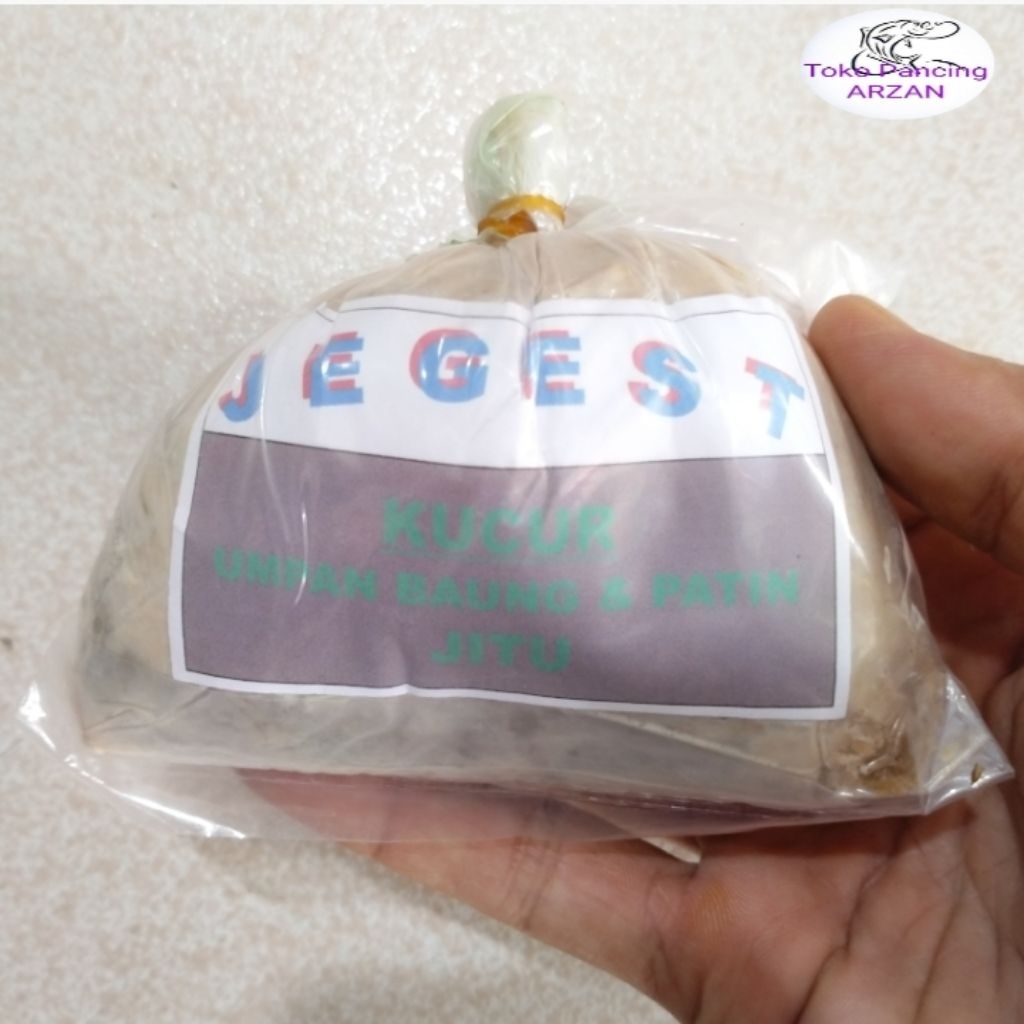 Toko Pancing
ARZAN
JEGEST
KUCUR
UMPAN BAUNG & PATIN
JITU